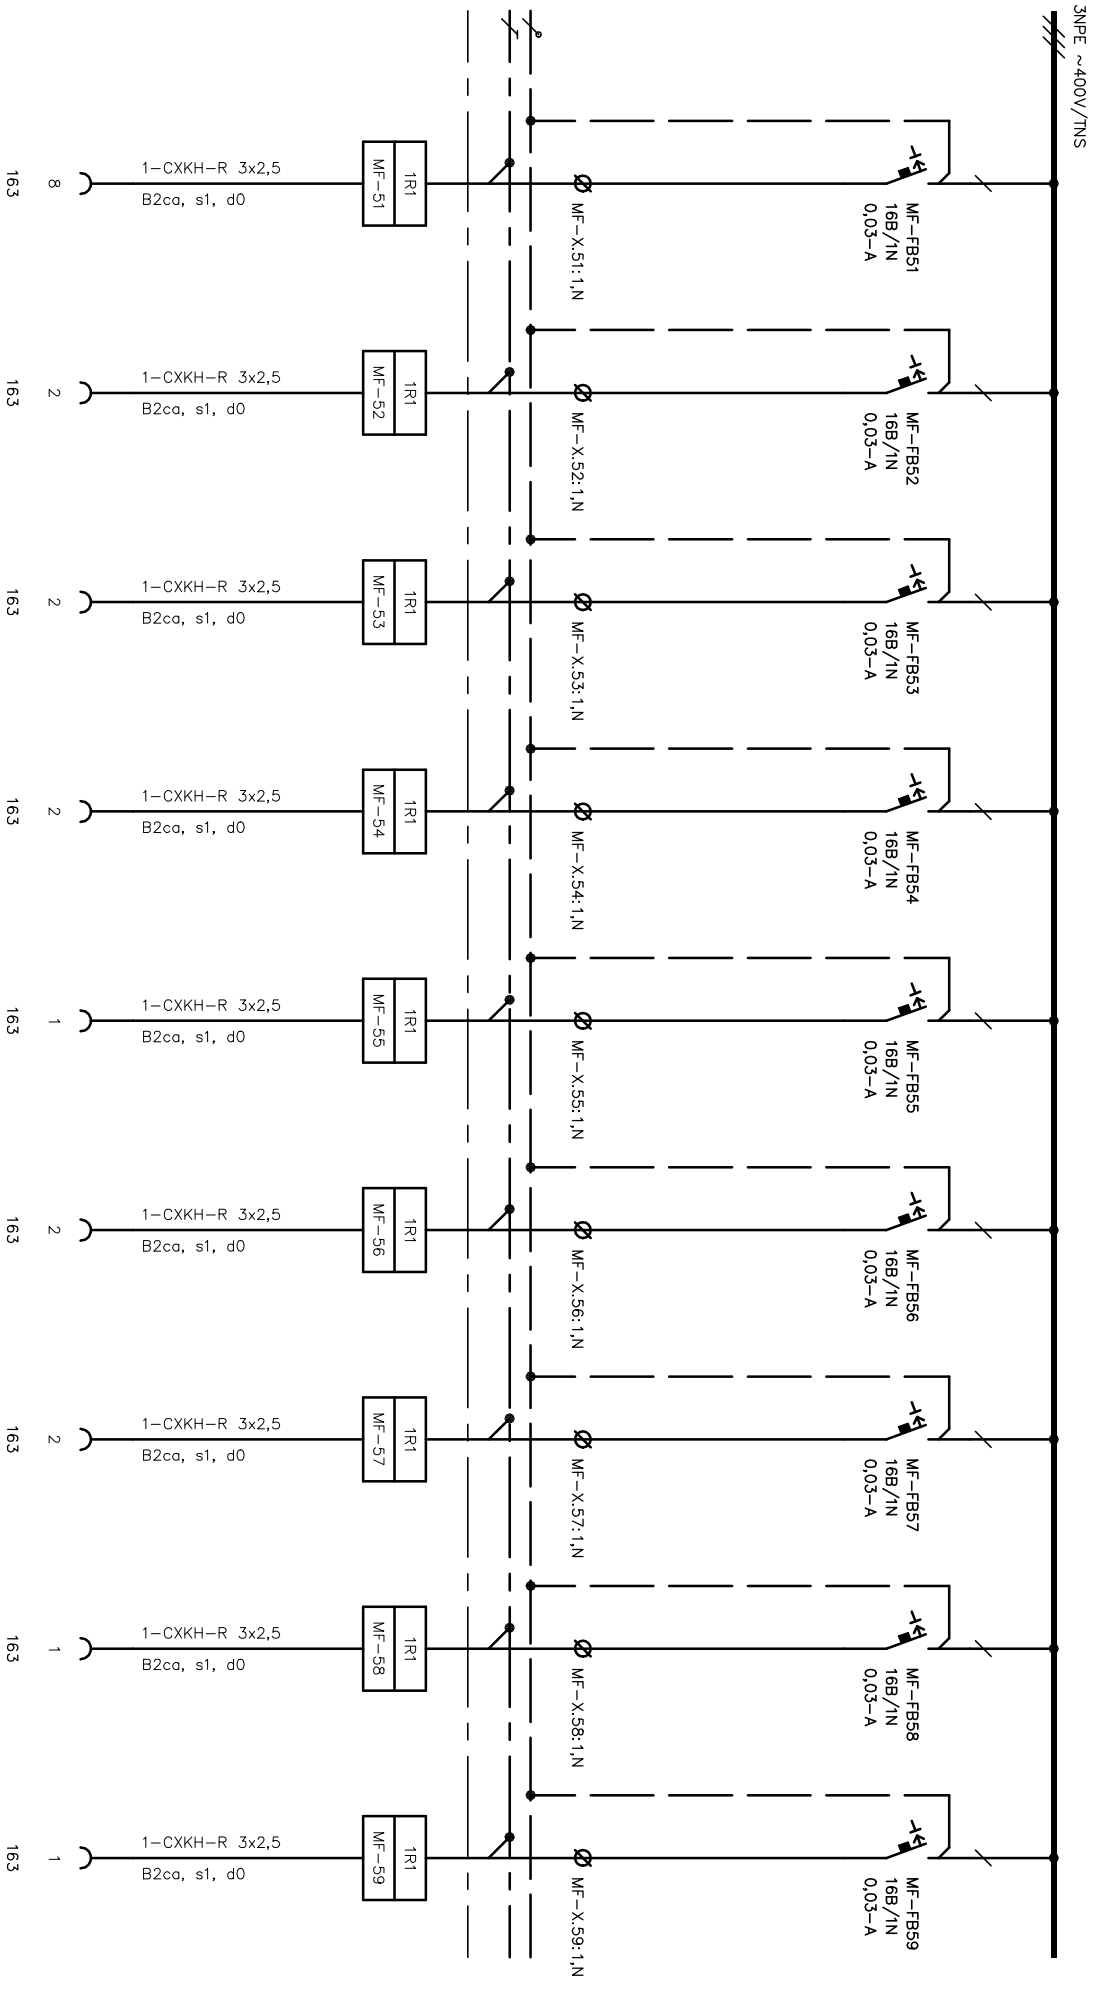 3NPE ~400V/TNS
MF-FB51
16B/1N
0,03-A
MF-X.51:1,N
1R1
MF-51
1-CXKH-R 3x2,5
B2ca, s1, d0
8
163
MF-FB52
16B/1N
0,03-A
MF-X.52:1,N
1R1
MF-52
1-CXKH-R 3x2,5
B2ca, s1, d0
2
163
MF-FB53
16B/1N
0,03-A
MF-X.53:1,N
1R1
MF-53
1-CXKH-R 3x2,5
B2ca, s1, d0
2
163
MF-FB54
16B/1N
0,03-A
MF-X.54:1,N
1R1
MF-54
1-CXKH-R 3x2,5
B2ca, s1, d0
2
163
MF-FB55
16B/1N
0,03-A
MF-X.55:1,N
1R1
MF-55
1-CXKH-R 3x2,5
B2ca, s1, d0
1
163
MF-FB56
16B/1N
0,03-A
MF-X.56:1,N
1R1
MF-56
1-CXKH-R 3x2,5
B2ca, s1, d0
2
163
MF-FB57
16B/1N
0,03-A
MF-X.57:1,N
1R1
MF-57
1-CXKH-R 3x2,5
B2ca, s1, d0
2
163
MF-FB58
16B/1N
0,03-A
MF-X.58:1,N
1R1
MF-58
1-CXKH-R 3x2,5
B2ca, s1, d0
1
163
MF-FB59
16B/1N
0,03-A
MF-X.59:1,N
1R1
MF-59
1-CXKH-R 3x2,5
B2ca, s1, d0
1
163